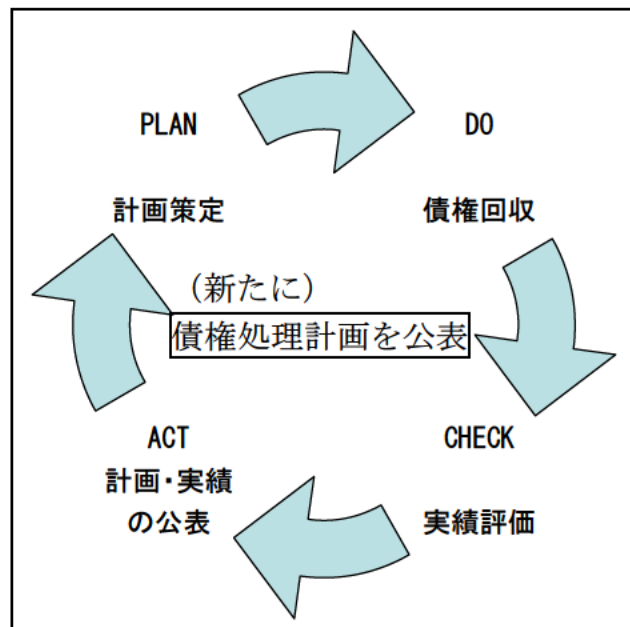 PLAN
計画策定
DO
債権回収
（新たに）
債権処理計画を公表
ACT
計画・実績
の公表
CHECK
実績評価